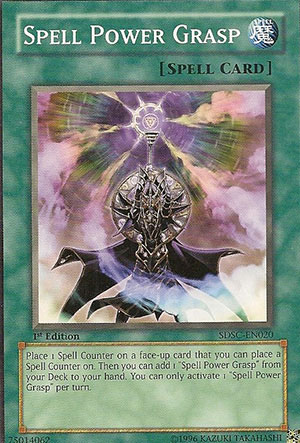 SPELL POWER GRASP 魔
[SPELL CARD]
1st Edition SDSC-EN020
Place 1 Spell Counter on a face-up card that you can place a
Spell Counter on. Then you can add 1 "Spell Power Grasp" from
your Deck to your hand. You can only activate 1 "Spell Power
Grasp" per turn.
75014062 ©1996 KAZUKI TAKAHASHI